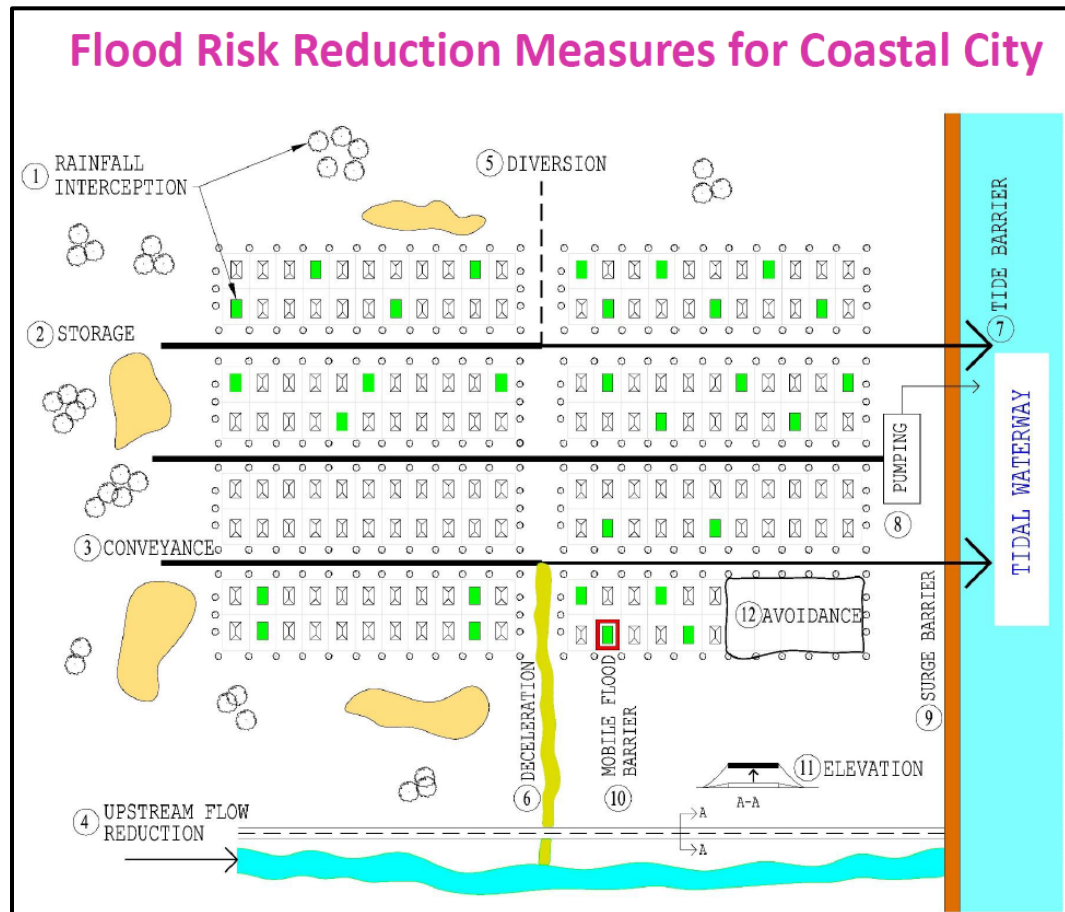 Flood Risk Reduction Measures for Coastal City
1 RAINFALL
INTERCEPTION
5 DIVERSION
TIDE BARRIER
7
2 STORAGE
TIDAL WATERWAY
PUMPING
8
3 CONVEYANCE
12 AVOIDANCE
SURGE BARRIER
9
DECELERATION
6
MOBILE FLOOD
BARRIER
10
11 ELEVATION
A-A
4 UPSTREAM FLOW
REDUCTION
A
A